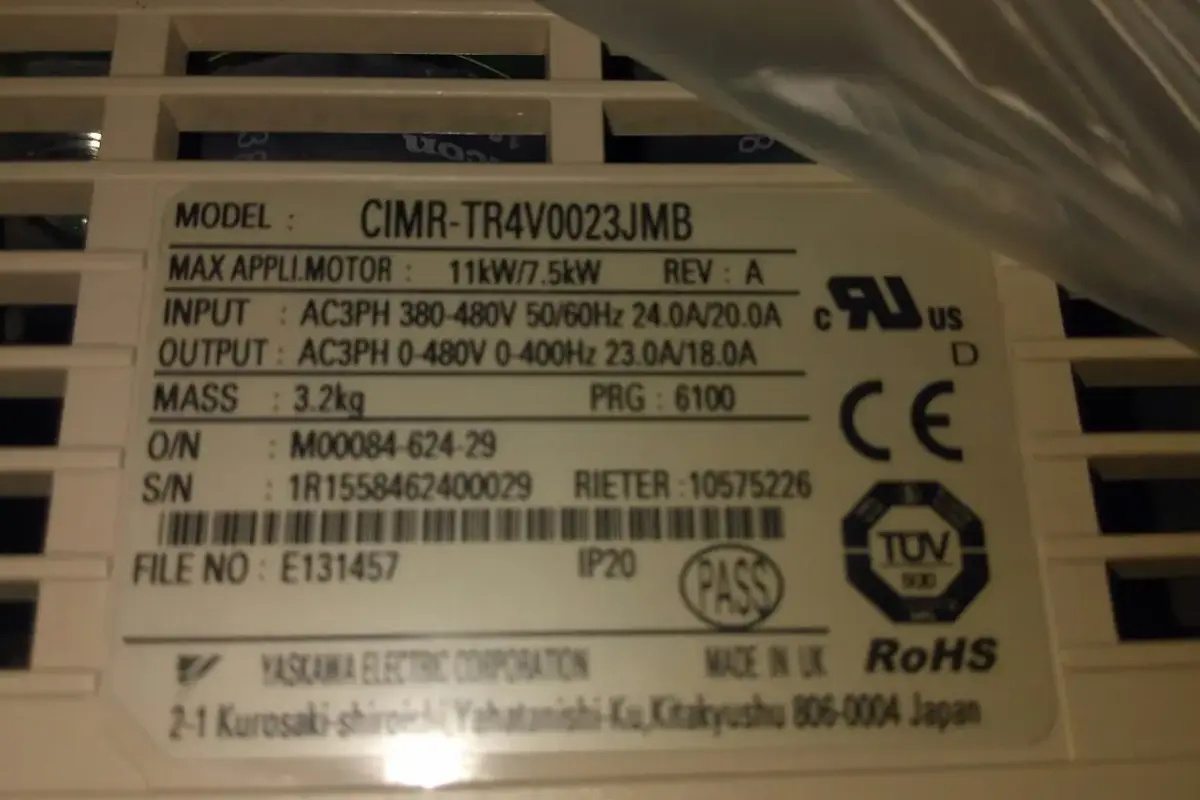 MODEL : CIMR-TR4V0023JMB
MAX APPLI.MOTOR : 11kW/7.5kW REV : A
INPUT : AC3PH 380-480V 50/60Hz 24.0A/20.0A
OUTPUT : AC3PH 0-480V 0-400Hz 23.0A/18.0A
MASS : 3.2kg PRG : 6100
O/N : M00084-624-29
S/N : 1R1558462400029 RIETER :10575226
FILE NO : E131457 IP20 PASS
c RU US
D
CE
TÜV
SÜD
RoHS
YASKAWA ELECTRIC CORPORATION MADE IN UK
2-1 Kurosaki-shiroishi,Yahatanishi-Ku,Kitakyushu 806-0004 Japan